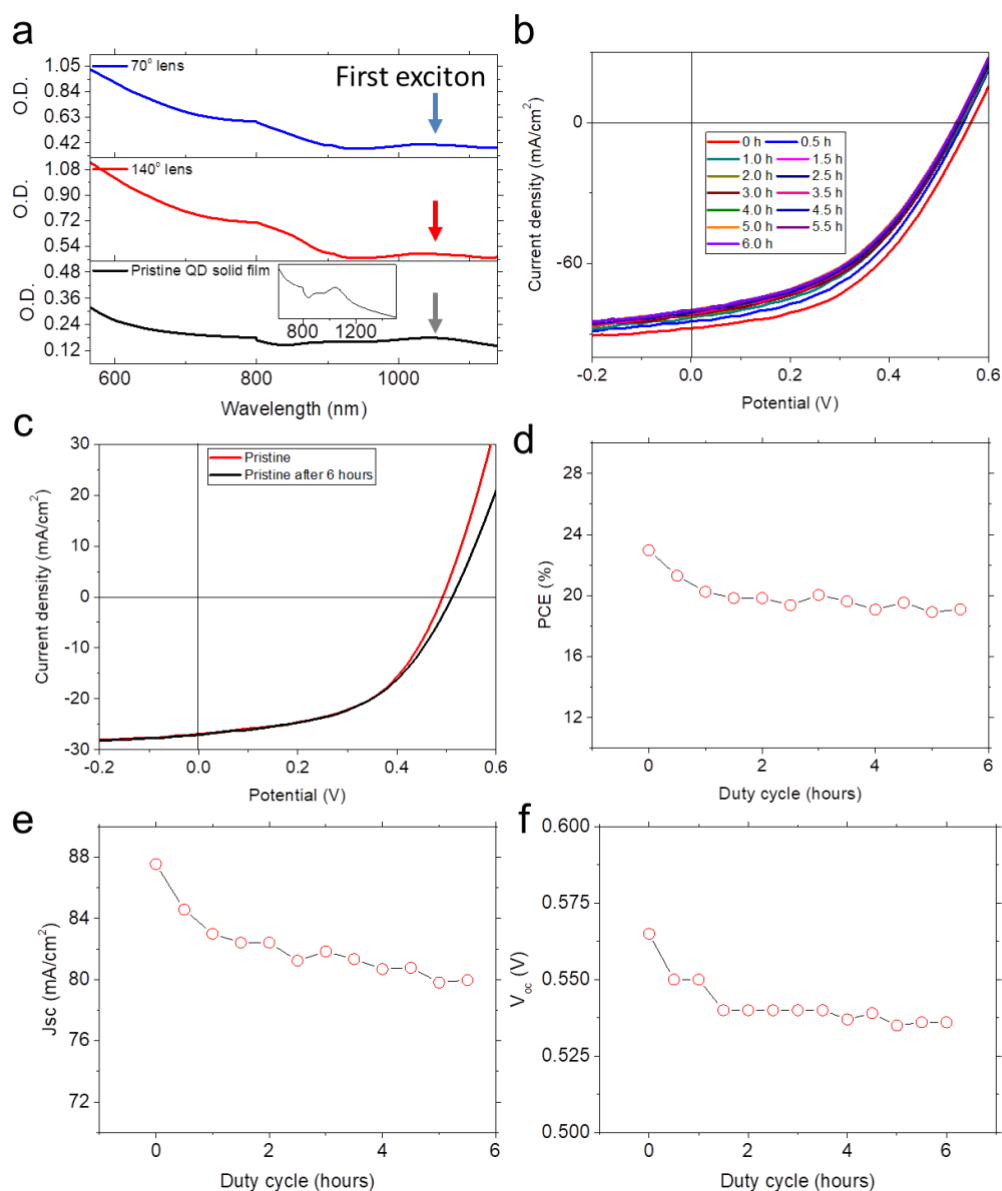 a
70° lens
First exciton
1.05
0.84
0.63
0.42
O.D.
140° lens
1.08
0.90
0.72
0.54
O.D.
Pristine QD solid film
0.48
0.36
0.24
0.12
O.D.
800 1200
600 800 1000
Wavelength (nm)
b
0
-60
Current density (mA/cm²)
0 h 0.5 h
1.0 h 1.5 h
2.0 h 2.5 h
3.0 h 3.5 h
4.0 h 4.5 h
5.0 h 5.5 h
6.0 h
-0.2 0.0 0.2 0.4 0.6
Potential (V)
c
30
20
10
0
-10
-20
-30
Current density (mA/cm²)
Pristine
Pristine after 6 hours
-0.2 0.0 0.2 0.4 0.6
Potential (V)
d
28
24
20
16
12
PCE (%)
0 2 4 6
Duty cycle (hours)
e
88
84
80
76
72
Jsc (mA/cm²)
0 2 4 6
Duty cycle (hours)
f
0.600
0.575
0.550
0.525
0.500
Voc (V)
0 2 4 6
Duty cycle (hours)